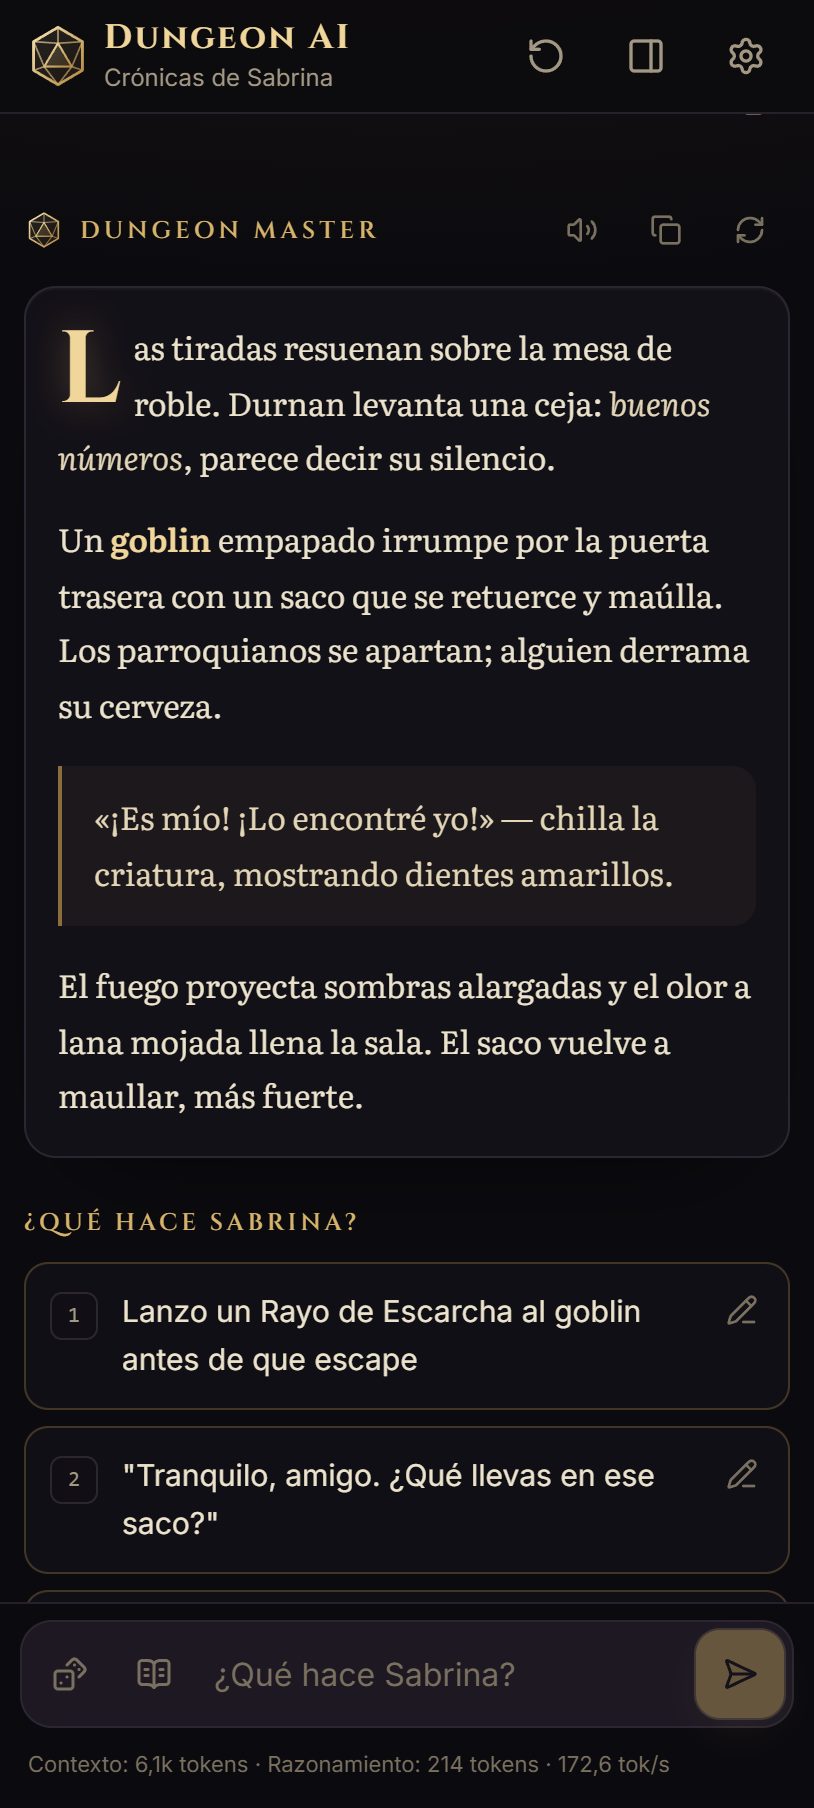 DUNGEON AI
Crónicas de Sabrina
DUNGEON MASTER
Las tiradas resuenan sobre la mesa de
roble. Durnan levanta una ceja: buenos
números, parece decir su silencio.
Un goblin empapado irrumpe por la puerta
trasera con un saco que se retuerce y maúlla.
Los parroquianos se apartan; alguien derrama
su cerveza.
«¡Es mío! ¡Lo encontré yo!» — chilla la
criatura, mostrando dientes amarillos.
El fuego proyecta sombras alargadas y el olor a
lana mojada llena la sala. El saco vuelve a
maullar, más fuerte.
¿QUÉ HACE SABRINA?
1
Lanzo un Rayo de Escarcha al goblin
antes de que escape
2
"Tranquilo, amigo. ¿Qué llevas en ese
saco?"
¿Qué hace Sabrina?
Contexto: 6,1k tokens · Razonamiento: 214 tokens · 172,6 tok/s